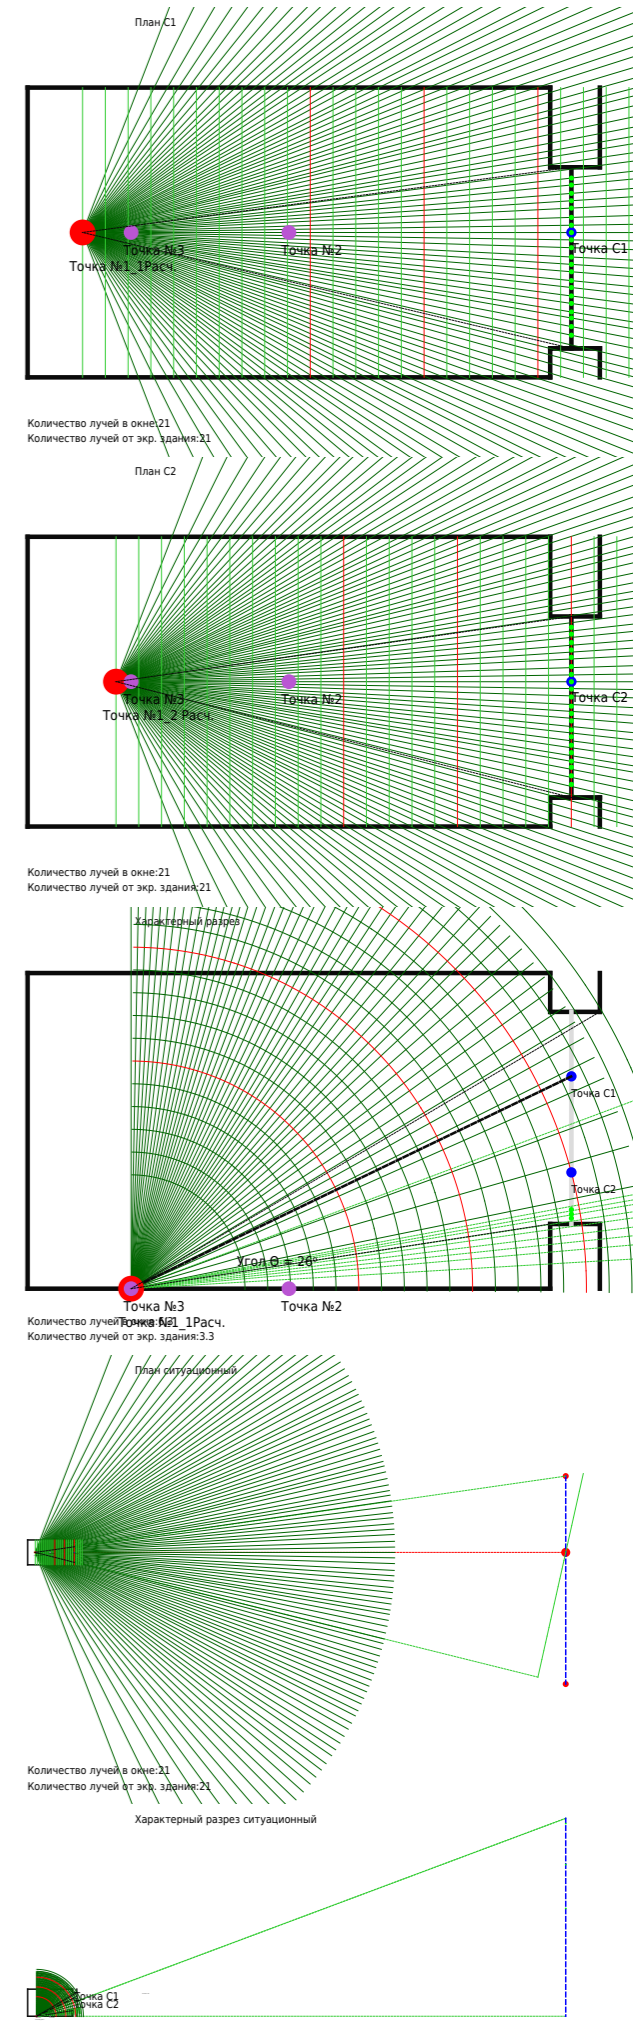 План С1
Точка №3
Точка №2
Точка С1
Точка №1_1Расч.
Количество лучей в окне:21
Количество лучей от экр. здания:21
План С2
Точка №3
Точка №2
Точка С2
Точка №1_2 Расч.
Количество лучей в окне:21
Количество лучей от экр. здания:21
Характерный разрез
Точка С1
Точка С2
Угол Θ = 26°
Точка №3
Точка №2
Количество лучей
Точка №1_1Расч.
Количество лучей от экр. здания:3.3
План ситуационный
Количество лучей в окне:21
Количество лучей от экр. здания:21
Характерный разрез ситуационный
Точка С1
Точка С2